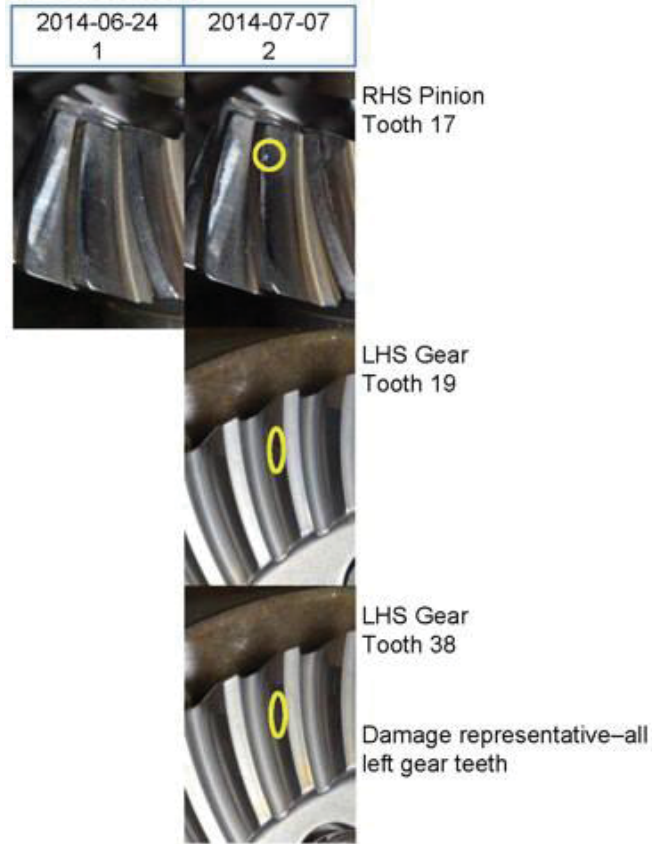 2014-06-24
1
2014-07-07
2
RHS Pinion
Tooth 17
LHS Gear
Tooth 19
LHS Gear
Tooth 38
Damage representative–all
left gear teeth